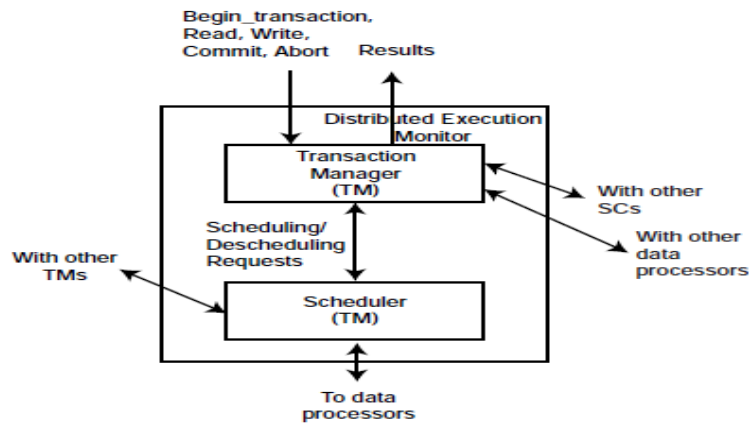 Begin_transaction,
Read, Write,
Commit, Abort
Results
Distributed Execution
Monitor
Transaction
Manager
(TM)
With other
SCs
Scheduling/
Descheduling
Requests
With other
data
processors
With other
TMs
Scheduler
(TM)
To data
processors